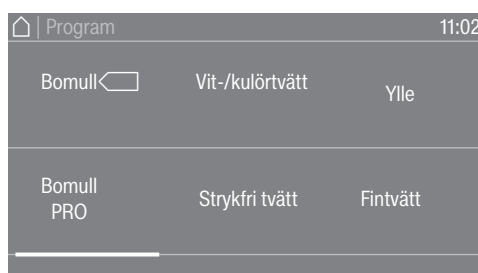 | Program 11:02
Bomull Vit-/kulörtvätt Ylle
Bomull
PRO Strykfri tvätt Fintvätt